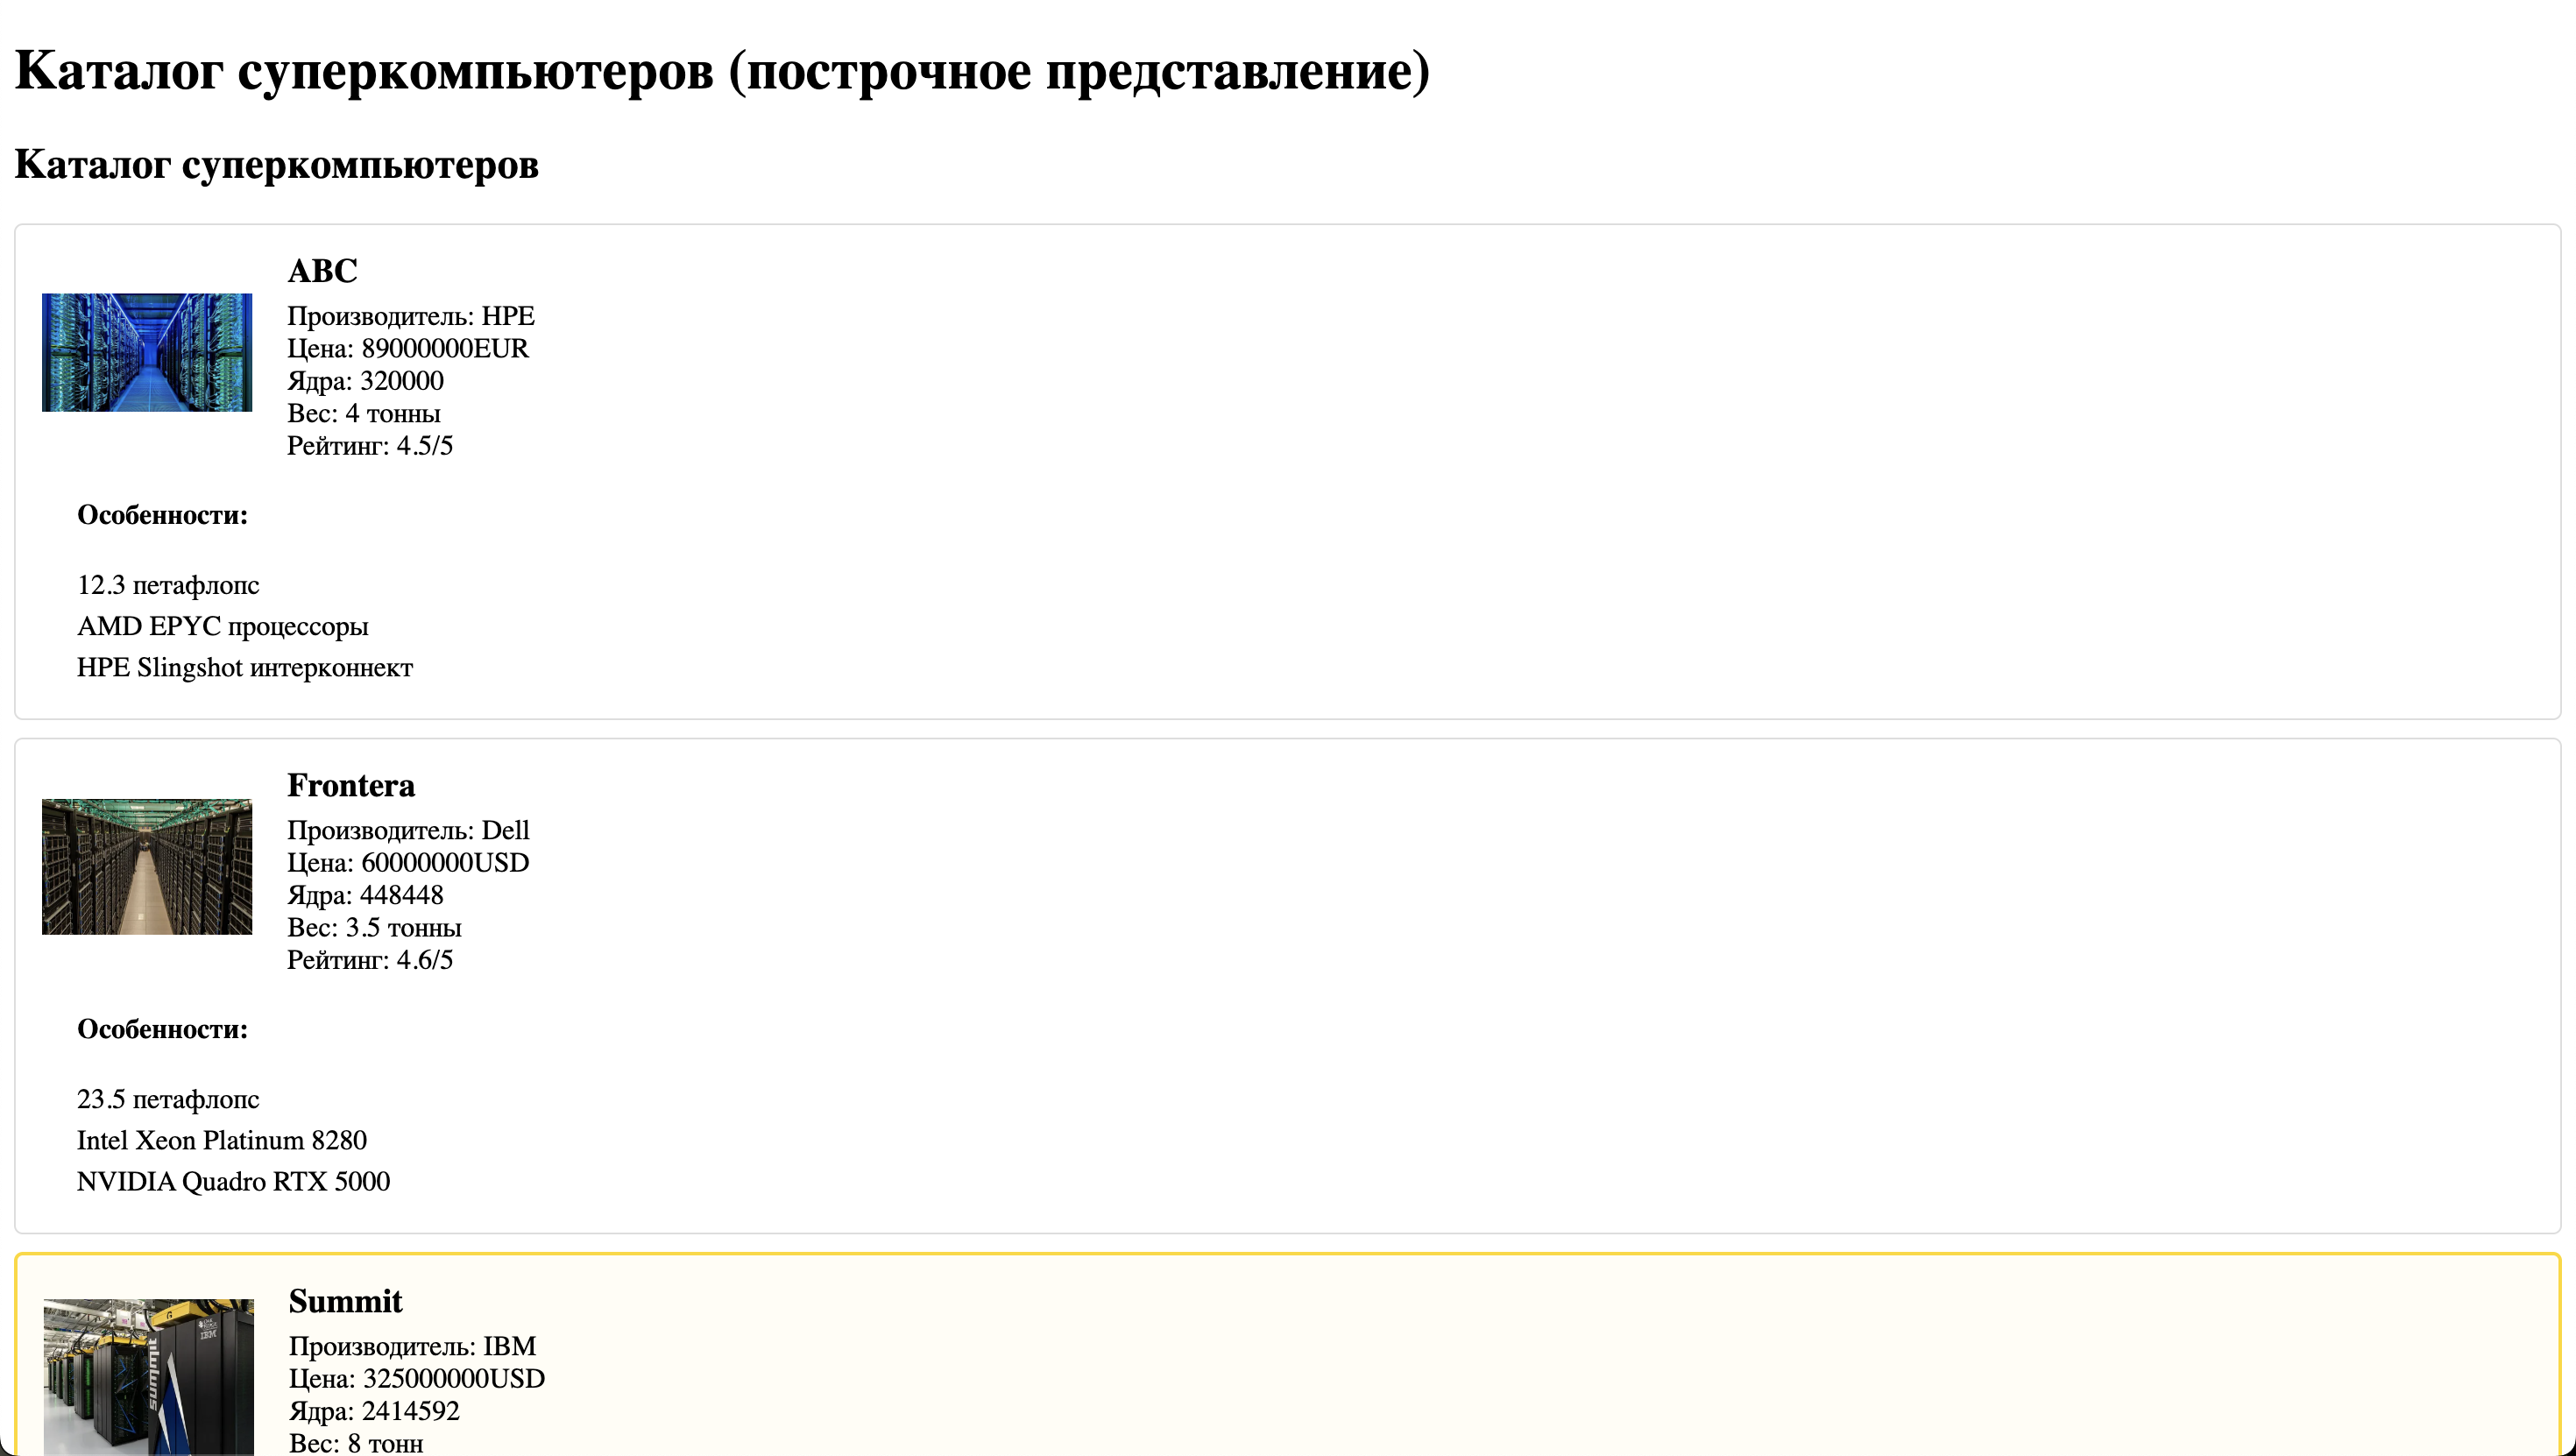 Каталог суперкомпьютеров (построчное представление)
Каталог суперкомпьютеров
ABC
Производитель: HPE
Цена: 89000000EUR
Ядра: 320000
Вес: 4 тонны
Рейтинг: 4.5/5
Особенности:
12.3 петафлопс
AMD EPYC процессоры
HPE Slingshot интерконнект
Frontera
Производитель: Dell
Цена: 60000000USD
Ядра: 448448
Вес: 3.5 тонны
Рейтинг: 4.6/5
Особенности:
23.5 петафлопс
Intel Xeon Platinum 8280
NVIDIA Quadro RTX 5000
Summit
IBM
SUMMIT
Производитель: IBM
Цена: 325000000USD
Ядра: 2414592
Вес: 8 тонн